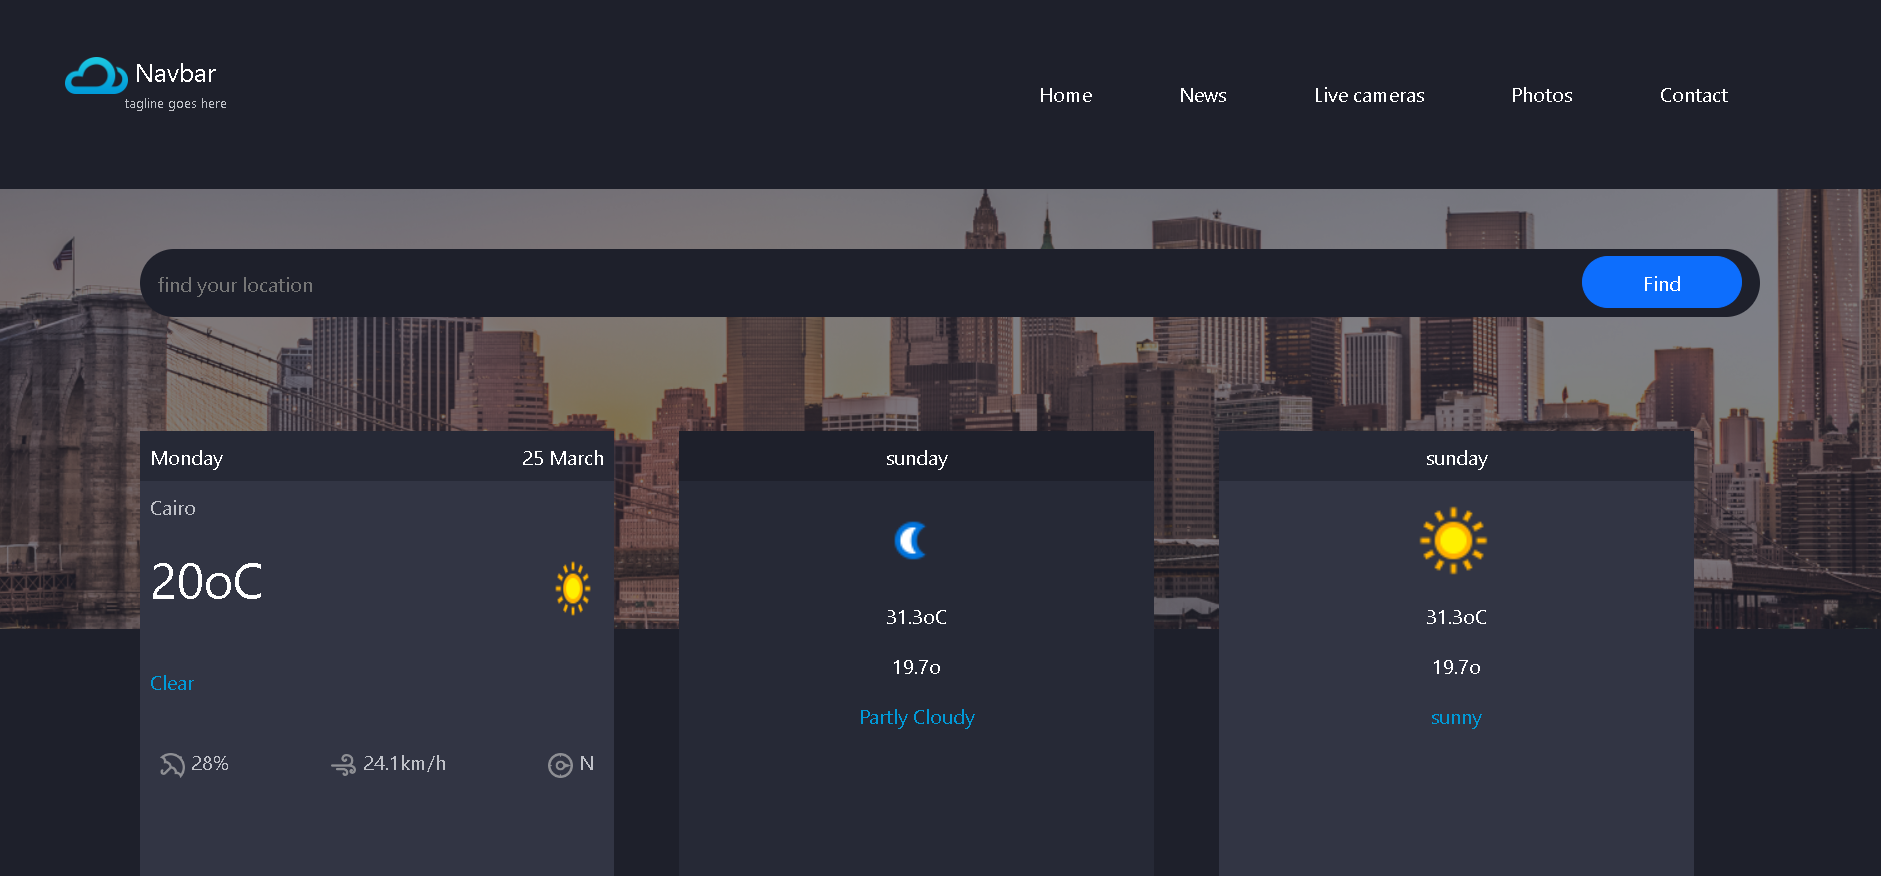 Navbar
tagline goes here
Home News Live cameras Photos Contact
find your location Find
Monday 25 March
Cairo
20oC
Clear
28% 24.1km/h N
sunday
31.3oC
19.7o
Partly Cloudy
sunday
31.3oC
19.7o
sunny